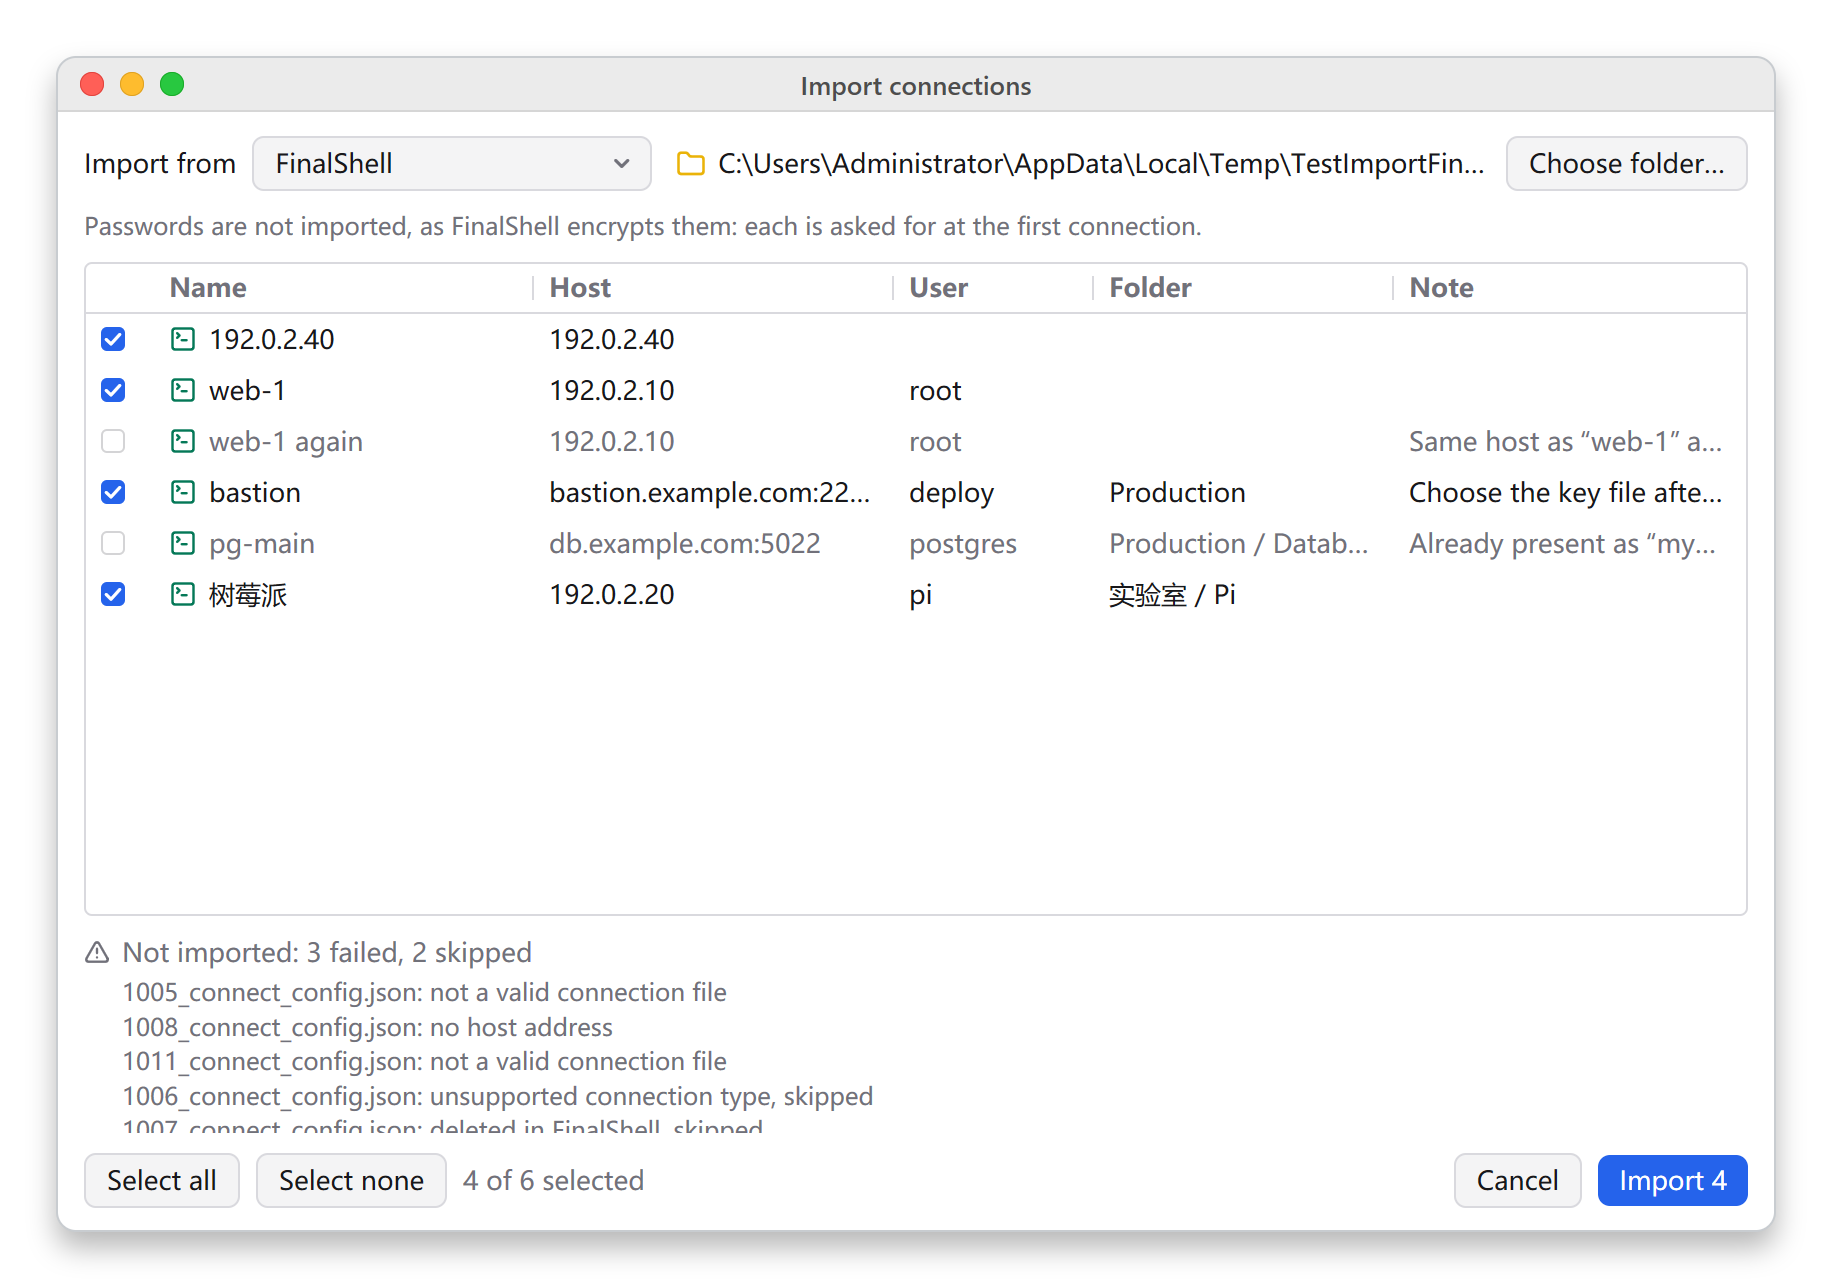 Import connections
Import from FinalShell C:\Users\Administrator\AppData\Local\Temp\TestImportFin... Choose folder...
Passwords are not imported, as FinalShell encrypts them: each is asked for at the first connection.
Name Host User Folder Note
192.0.2.40 192.0.2.40
web-1 192.0.2.10 root
web-1 again 192.0.2.10 root Same host as “web-1” a...
bastion bastion.example.com:22... deploy Production Choose the key file afte...
pg-main db.example.com:5022 postgres Production / Datab... Already present as “my...
树莓派 192.0.2.20 pi 实验室 / Pi
Not imported: 3 failed, 2 skipped
1005_connect_config.json: not a valid connection file
1008_connect_config.json: no host address
1011_connect_config.json: not a valid connection file
1006_connect_config.json: unsupported connection type, skipped
1007_connect_config.json: deleted in FinalShell, skipped
Select all Select none 4 of 6 selected Cancel Import 4